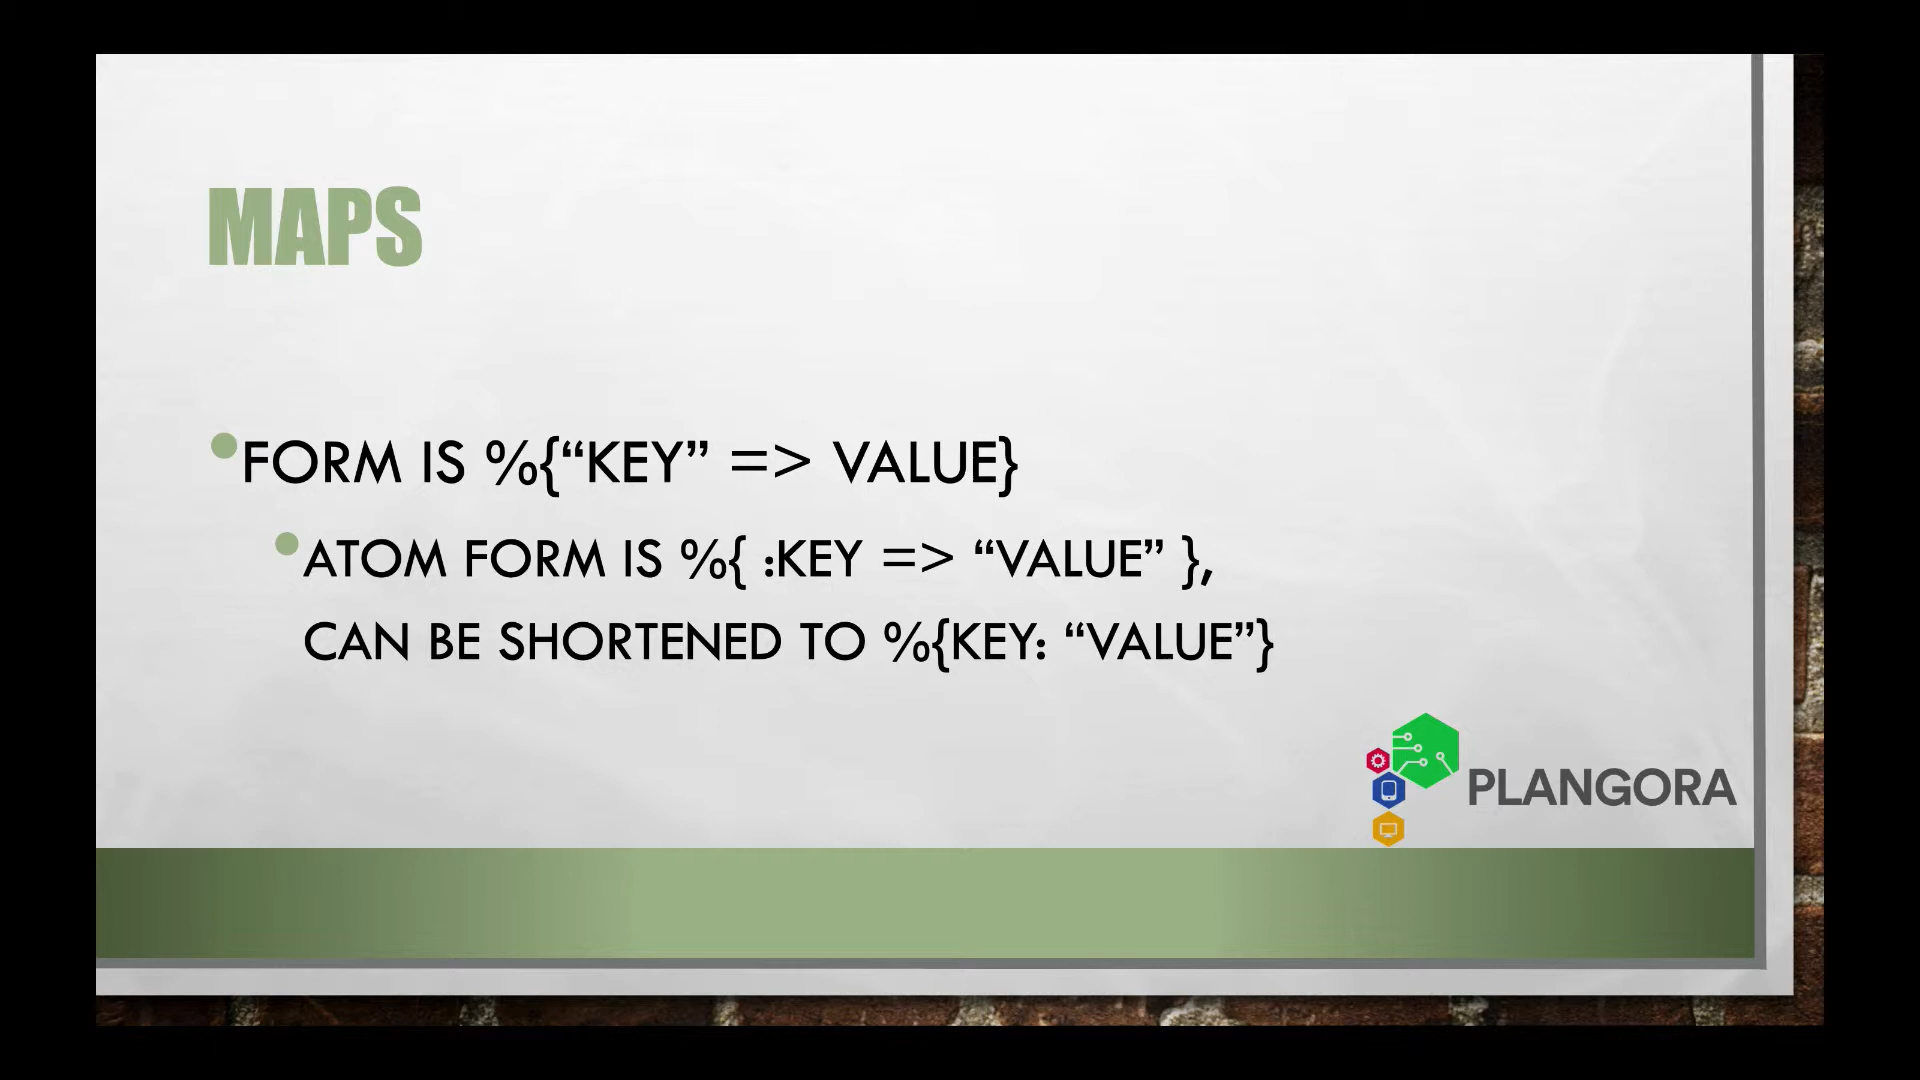 MAPS
•FORM IS %{“KEY” => VALUE}
•ATOM FORM IS %{ :KEY => “VALUE” },
CAN BE SHORTENED TO %{KEY: “VALUE”}
PLANGORA